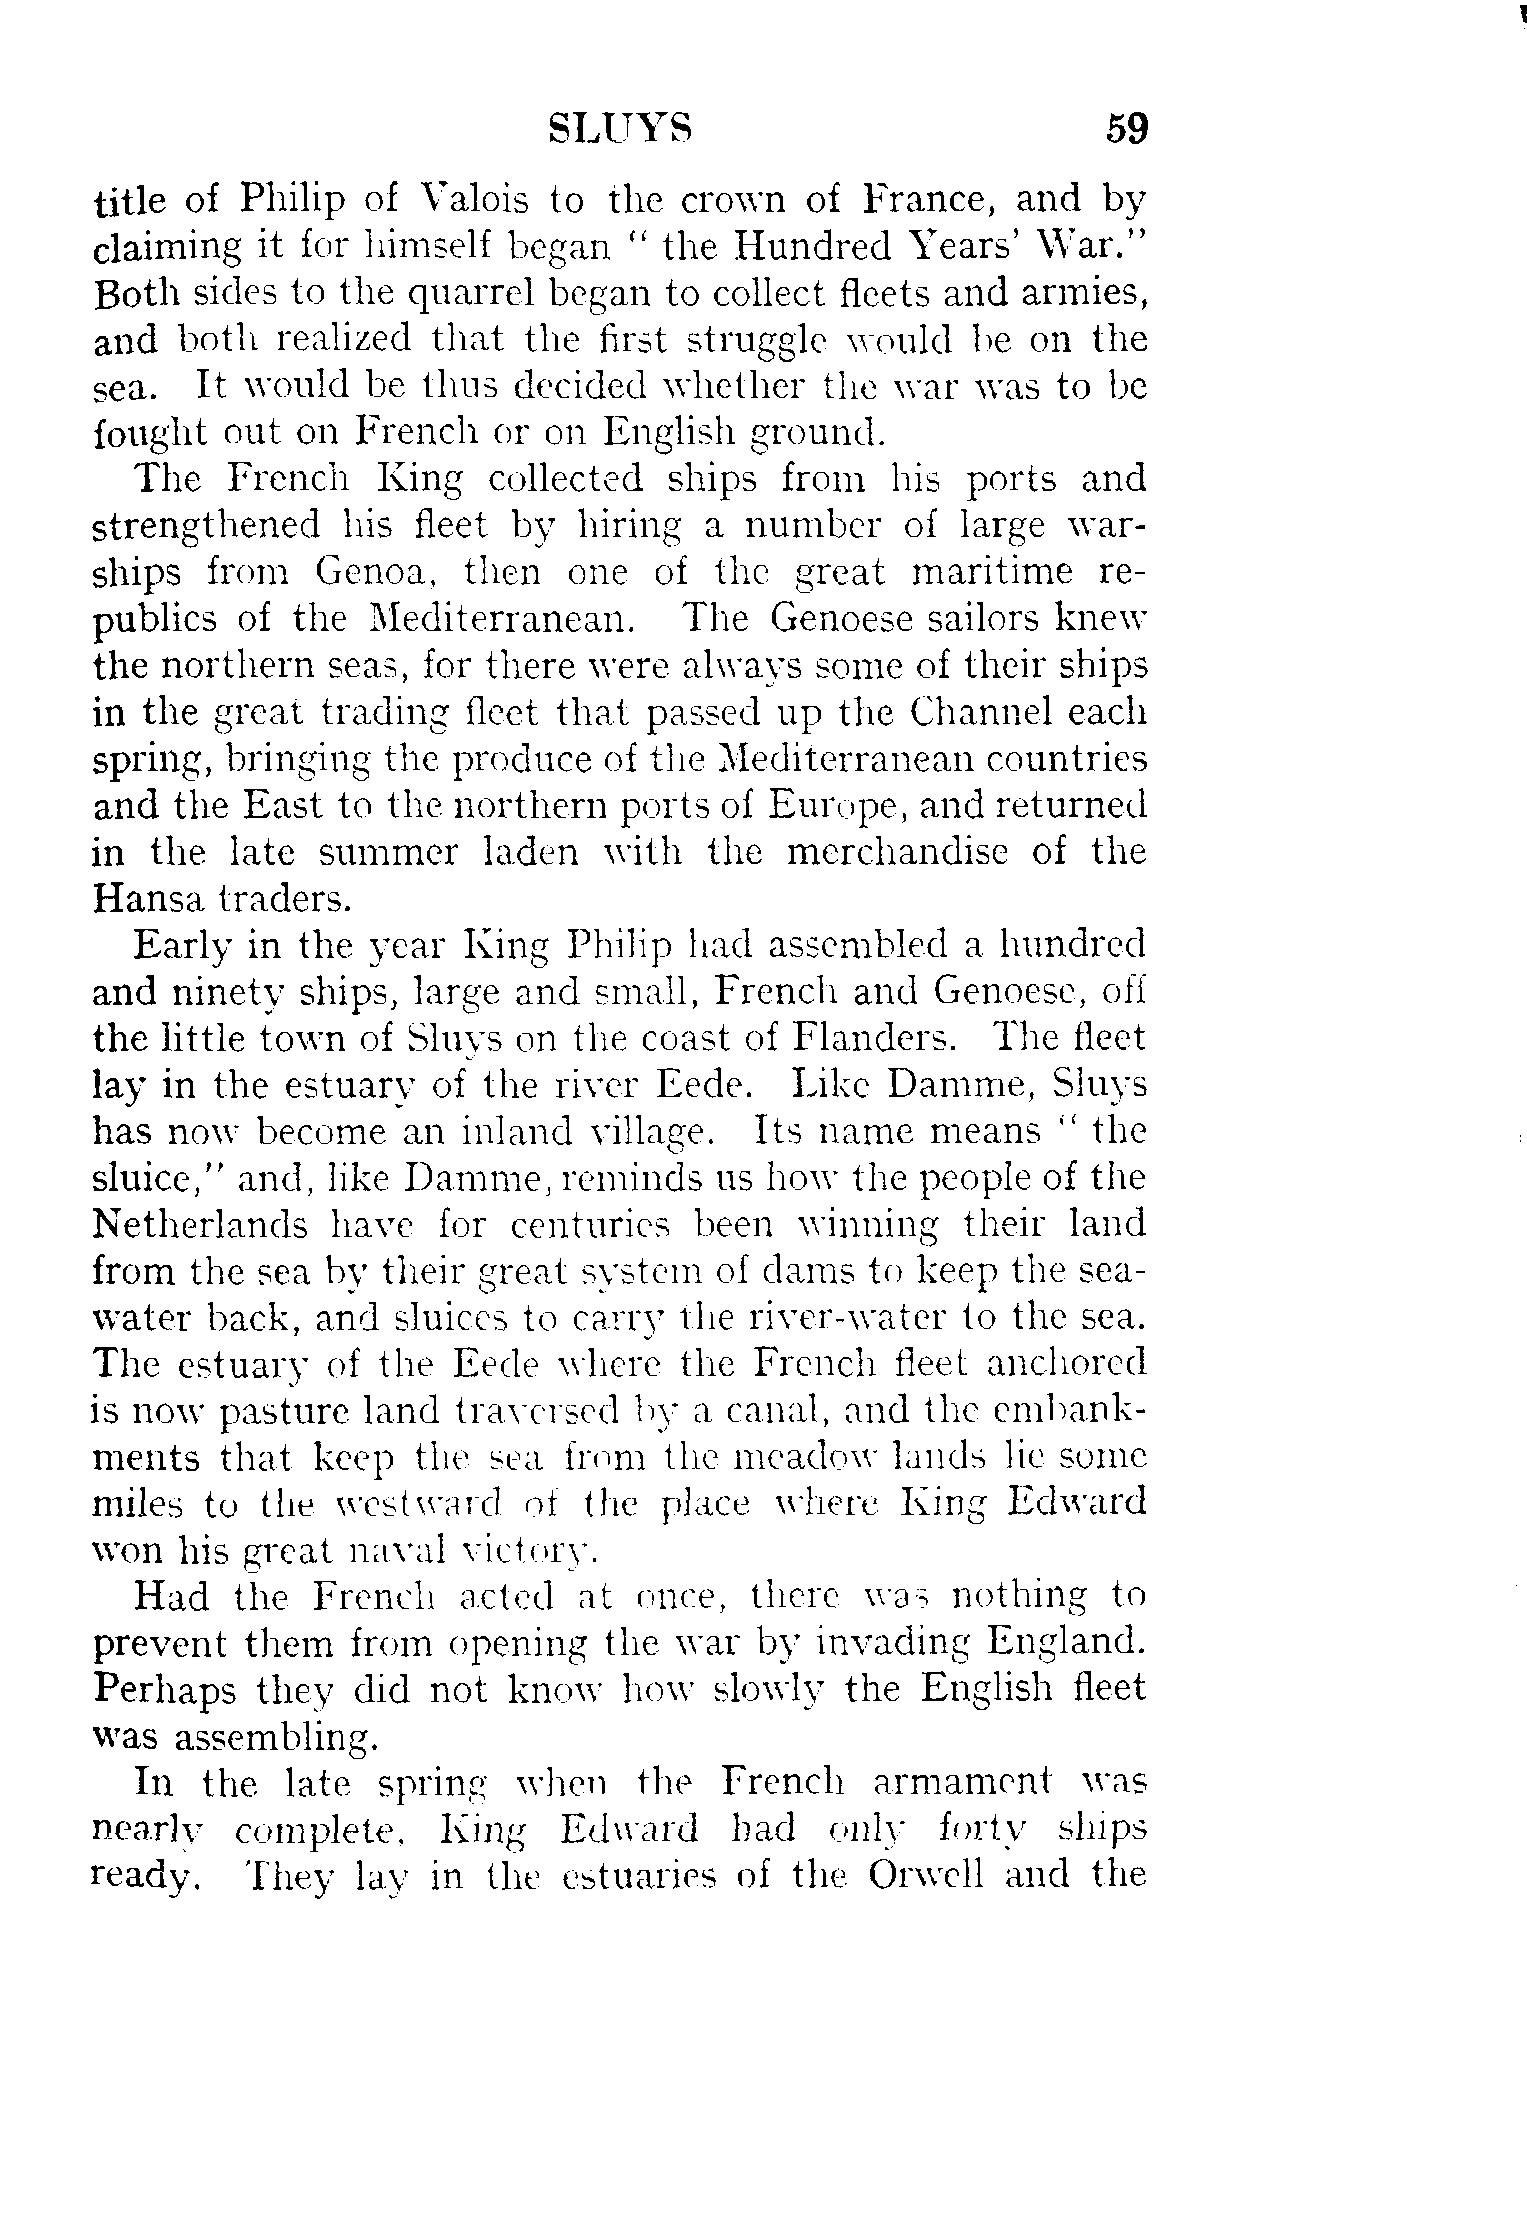 SLUYS 59
title of Philip of Valois to the crown of France, and by
claiming it for himself began " the Hundred Years' War."
Both sides to the quarrel began to collect fleets and armies,
and both realized that the first struggle would be on the
sea. It would be thus decided whether the war was to be
fought out on French or on English ground.
The French King collected ships from his ports and
strengthened his fleet by hiring a number of large war-
ships from Genoa, then one of the great maritime re-
publics of the Mediterranean. The Genoese sailors knew
the northern seas, for there were always some of their ships
in the great trading fleet that passed up the Channel each
spring, bringing the produce of the Mediterranean countries
and the East to the northern ports of Europe, and returned
in the late summer laden with the merchandise of the
Hansa traders.
Early in the year King Philip had assembled a hundred
and ninety ships, large and small, French and Genoese, off
the little town of Sluys on the coast of Flanders. The fleet
lay in the estuary of the river Eede. Like Damme, Sluys
has now become an inland village. Its name means " the
sluice," and, like Damme, reminds us how the people of the
Netherlands have for centuries been winning their land
from the sea by their great system of dams to keep the sea-
water back, and sluices to carry the river-water to the sea.
The estuary of the Eede where the French fleet anchored
is now pasture land traversed by a canal, and the embank-
ments that keep the sea from the meadow lands lie some
miles to the westward of the place where King Edward
won his great naval victory.
Had the French acted at once, there was nothing to
prevent them from opening the war by invading England.
Perhaps they did not know how slowly the English fleet
was assembling.
In the late spring when the French armament was
nearly complete, King Edward had only forty ships
ready. They lay in the estuaries of the Orwell and the